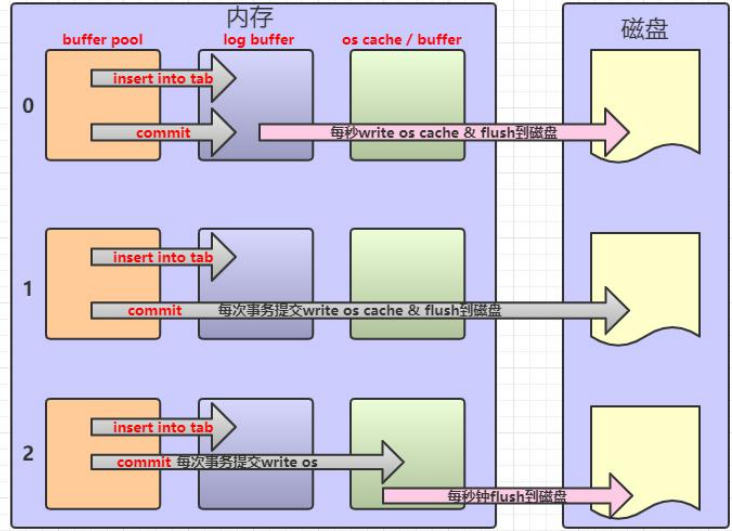 内存
磁盘
buffer pool
log buffer
os cache / buffer
0
insert into tab
commit
每秒write os cache & flush到磁盘
1
insert into tab
commit
每次事务提交write os cache & flush到磁盘
2
insert into tab
commit
每次事务提交write os
每秒钟flush到磁盘